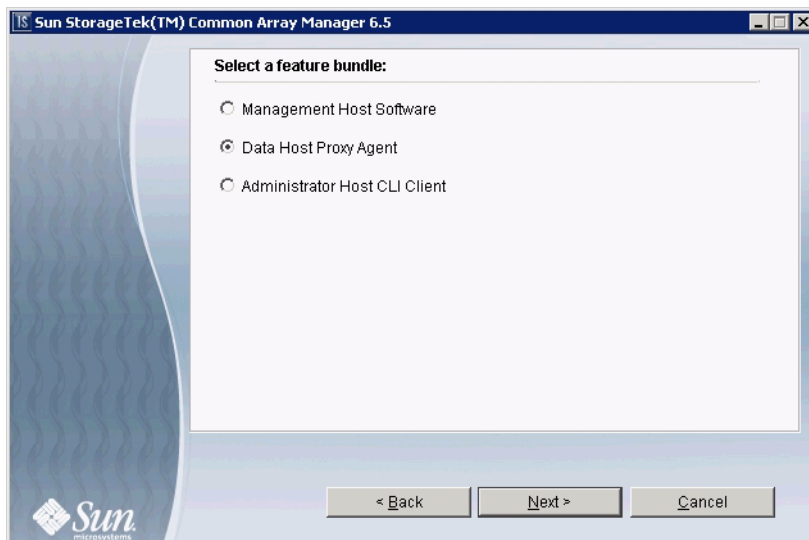 Sun StorageTek(TM) Common Array Manager 6.5
Select a feature bundle:
Management Host Software
Data Host Proxy Agent
Administrator Host CLI Client
< Back
Next >
Cancel
Sun
microsystems